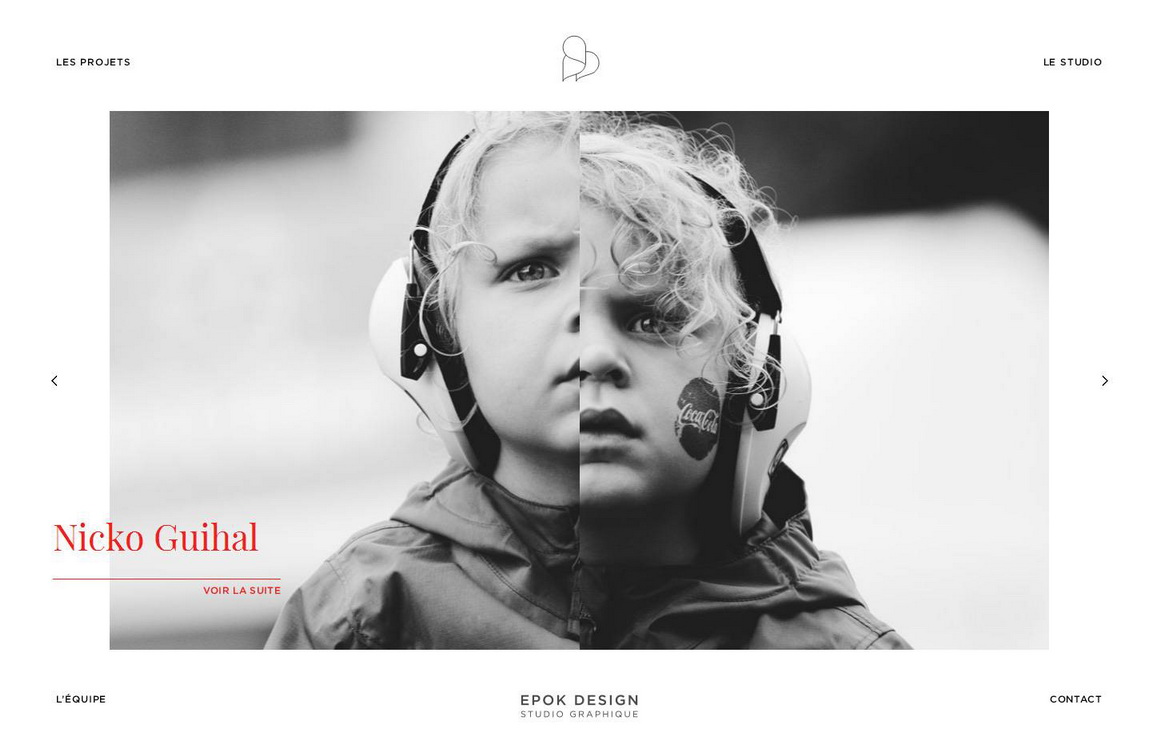 LES PROJETS
LE STUDIO
Coca-Cola
Nicko Guihal
VOIR LA SUITE
L'ÉQUIPE
EPOK DESIGN
STUDIO GRAPHIQUE
CONTACT